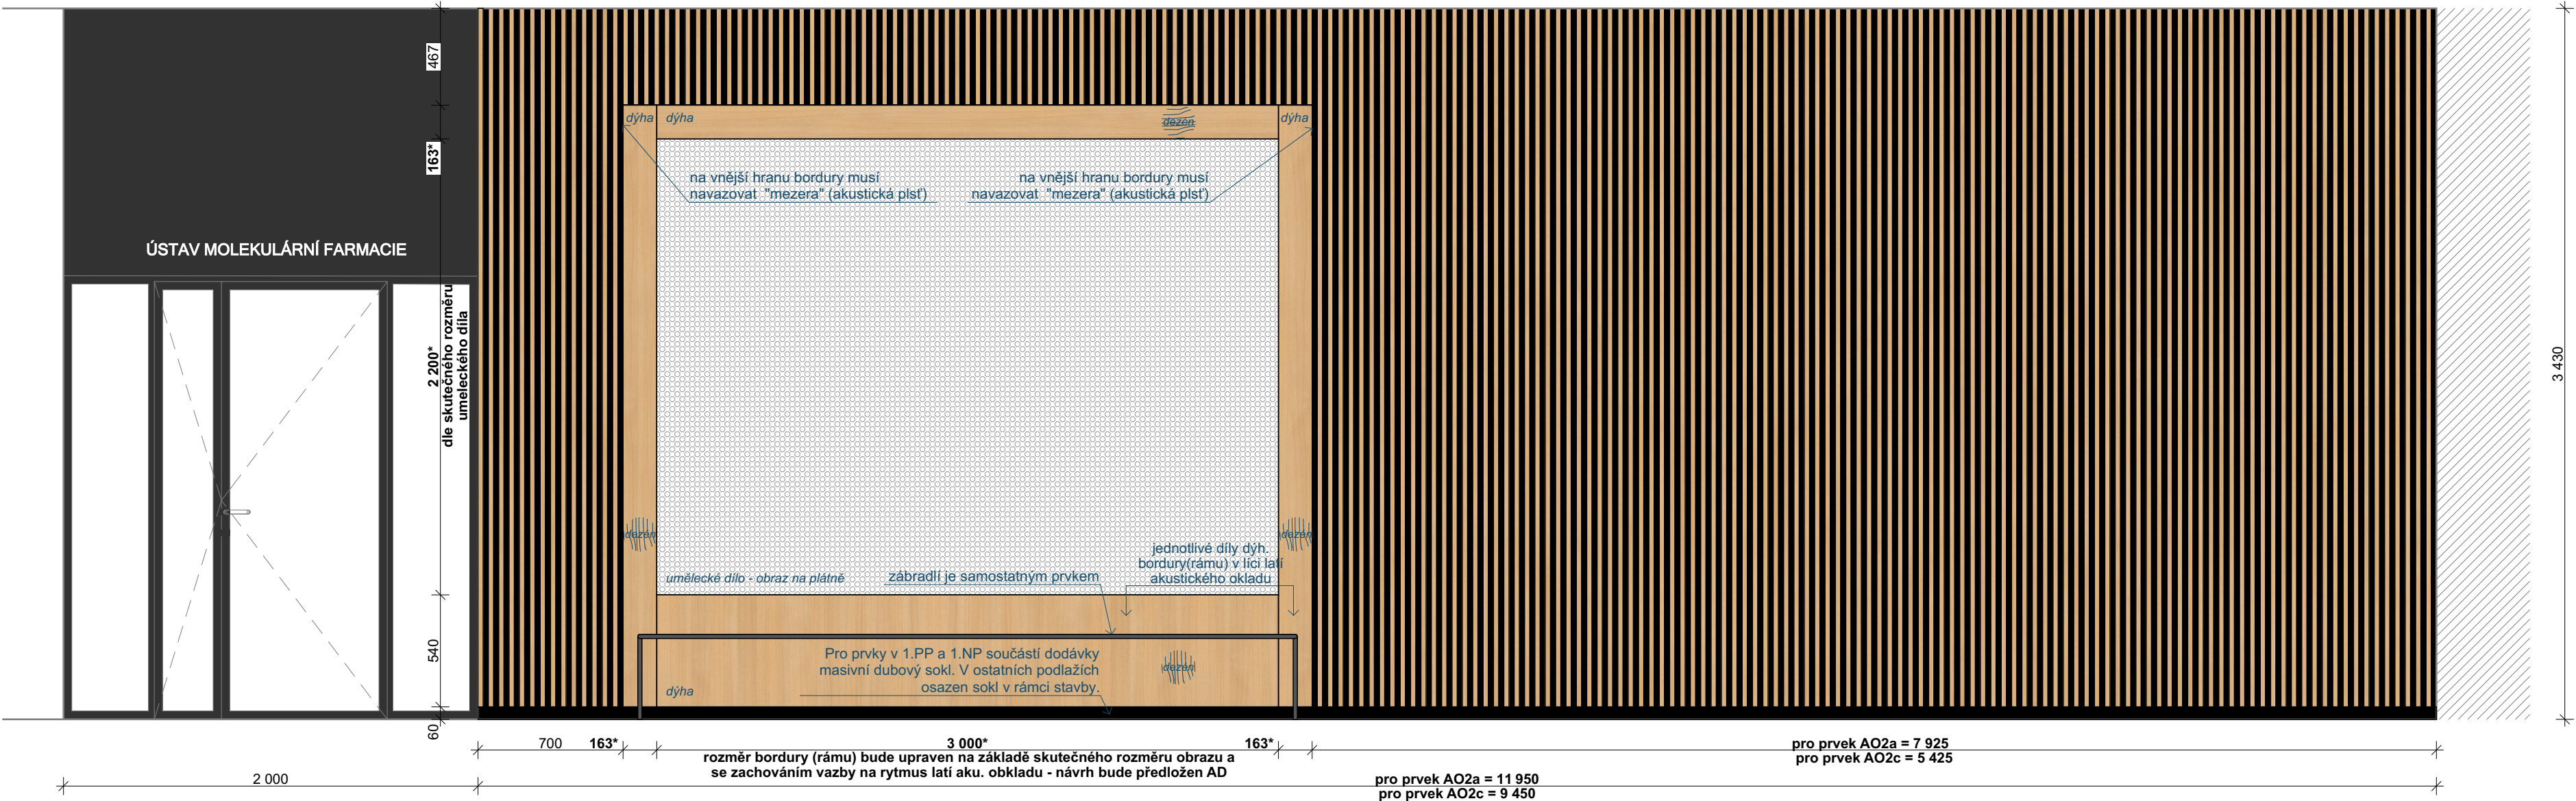 467
163*
dýha
dýha
dezén
dýha
na vnější hranu bordury musí
navazovat "mezera" (akustická plsť)
na vnější hranu bordury musí
navazovat "mezera" (akustická plsť)
ÚSTAV MOLEKULÁRNÍ FARMACIE
2 200*
dle skutečného rozměru
umeleckého díla
3 430
dezén
dezén
jednotlivé díly dýh.
bordury(rámu) v líci latí
akustického okladu
umělecké dílo - obraz na plátně
zábradlí je samostatným prvkem
540
Pro prvky v 1.PP a 1.NP součástí dodávky
masivní dubový sokl. V ostatních podlažích
osazen sokl v rámci stavby.
dezén
dýha
60
700
163*
3 000*
163*
rozměr bordury (rámu) bude upraven na základě skutečného rozměru obrazu a
se zachováním vazby na rytmus latí aku. obkladu - návrh bude předložen AD
pro prvek AO2a = 7 925
pro prvek AO2c = 5 425
2 000
pro prvek AO2a = 11 950
pro prvek AO2c = 9 450